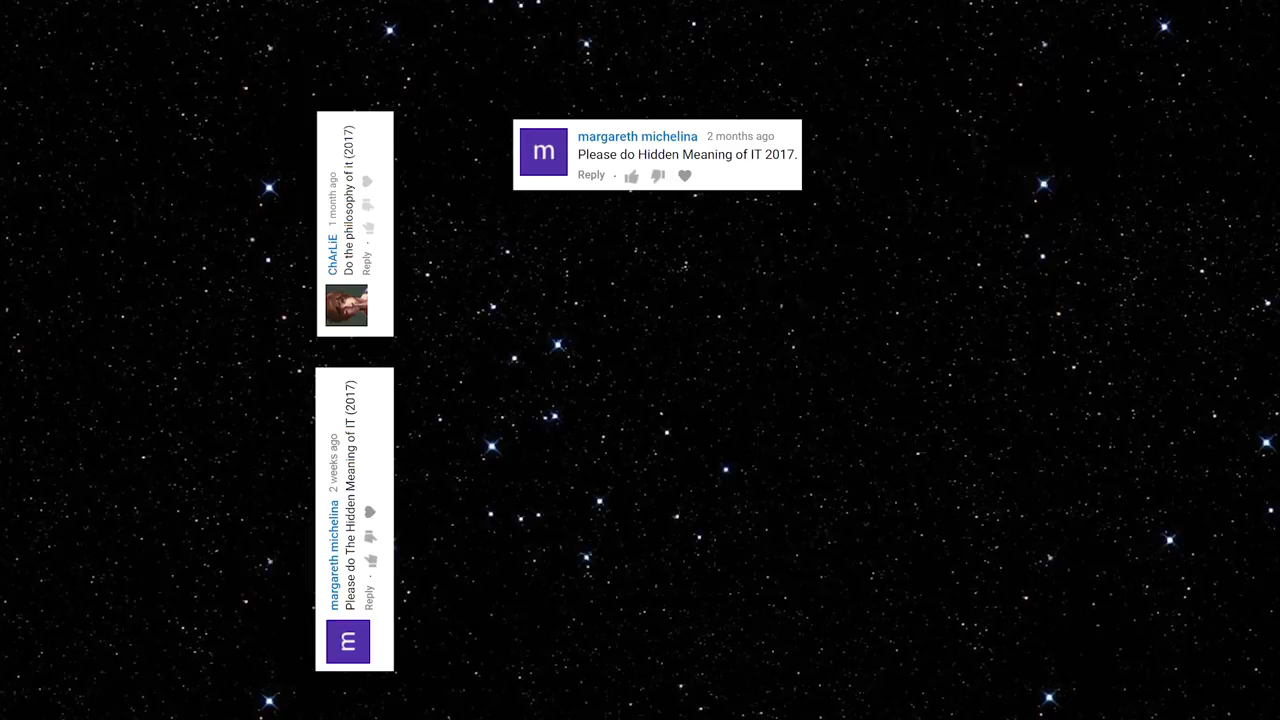 ChArLiE 1 month ago
Do the philosophy of it (2017)
Reply ·
m
margareth michelina 2 months ago
Please do Hidden Meaning of IT 2017.
Reply ·
m
margareth michelina 2 weeks ago
Please do The Hidden Meaning of IT (2017)
Reply ·